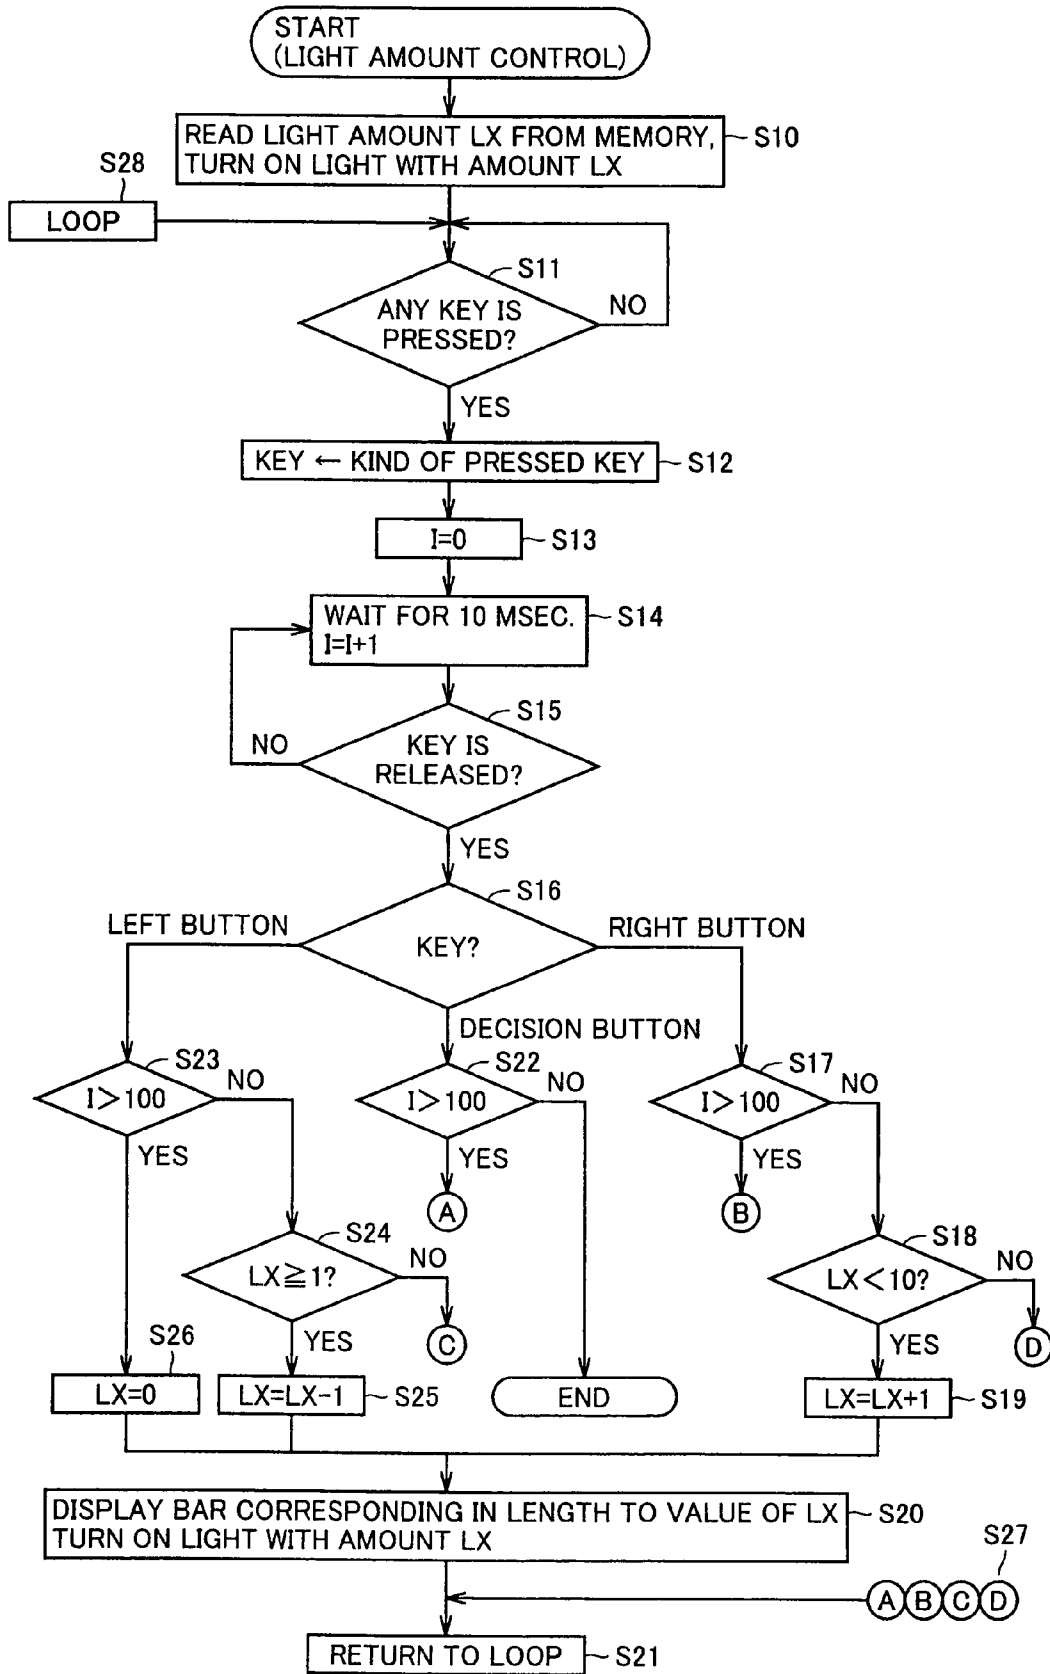 START
(LIGHT AMOUNT CONTROL)
READ LIGHT AMOUNT LX FROM MEMORY,
TURN ON LIGHT WITH AMOUNT LX
S10
S28
LOOP
S11
ANY KEY IS
PRESSED?
NO
YES
KEY ← KIND OF PRESSED KEY
S12
I=0
S13
WAIT FOR 10 MSEC.
I=I+1
S14
S15
NO
KEY IS
RELEASED?
YES
S16
LEFT BUTTON
KEY?
RIGHT BUTTON
DECISION BUTTON
S23
I>100
NO
YES
S22
I>100
NO
YES
A
S17
I>100
NO
YES
B
S24
LX≧1?
NO
YES
C
S18
LX<10?
NO
YES
D
S26
LX=0
LX=LX-1
S25
END
LX=LX+1
S19
DISPLAY BAR CORRESPONDING IN LENGTH TO VALUE OF LX
TURN ON LIGHT WITH AMOUNT LX
S20
S27
A B C D
RETURN TO LOOP
S21